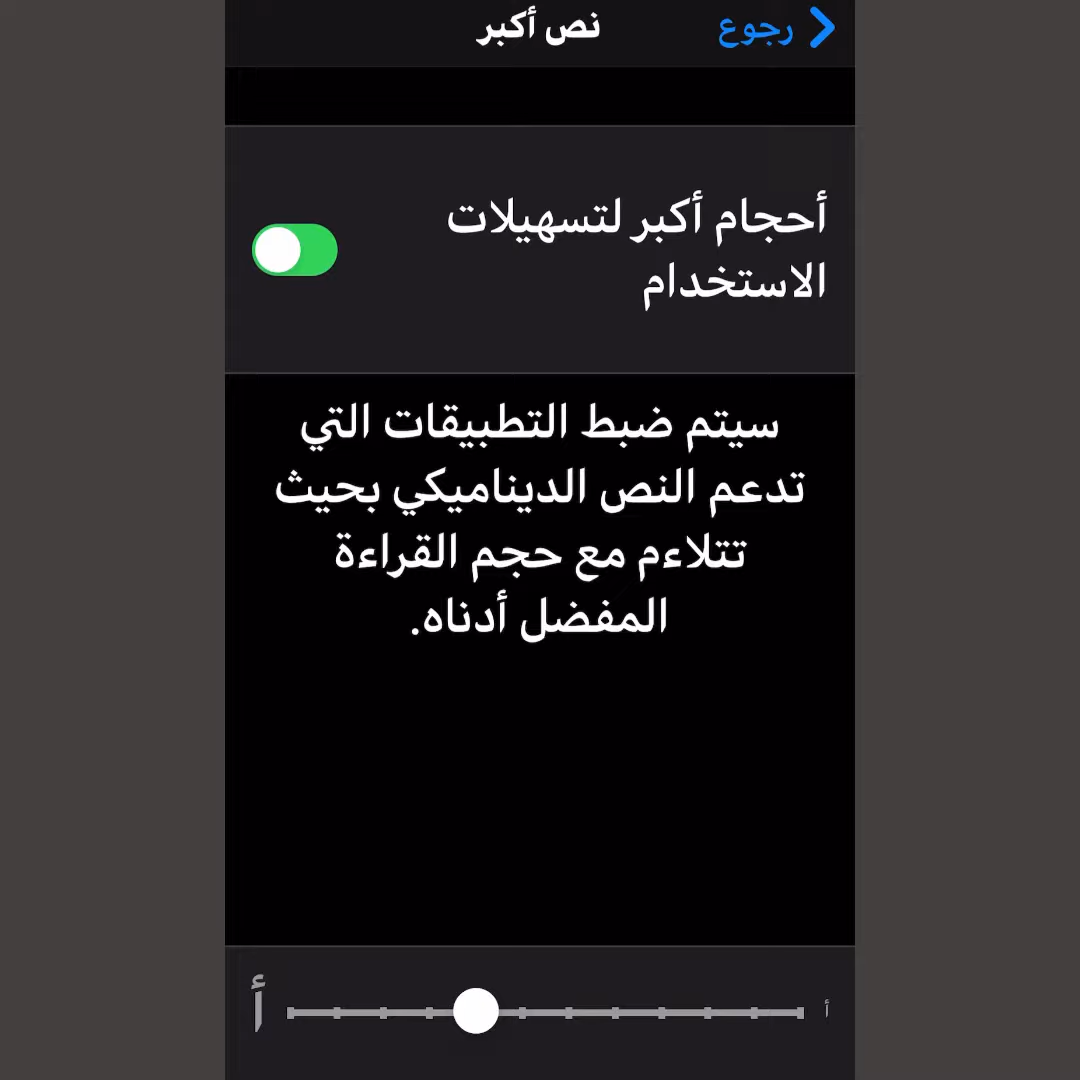 رجوع
نص أكبر
أحجام أكبر لتسهيلات
الاستخدام
سيتم ضبط التطبيقات التي
تدعم النص الديناميكي بحيث
تتلاءم مع حجم القراءة
المفضل أدناه.
أ
أ